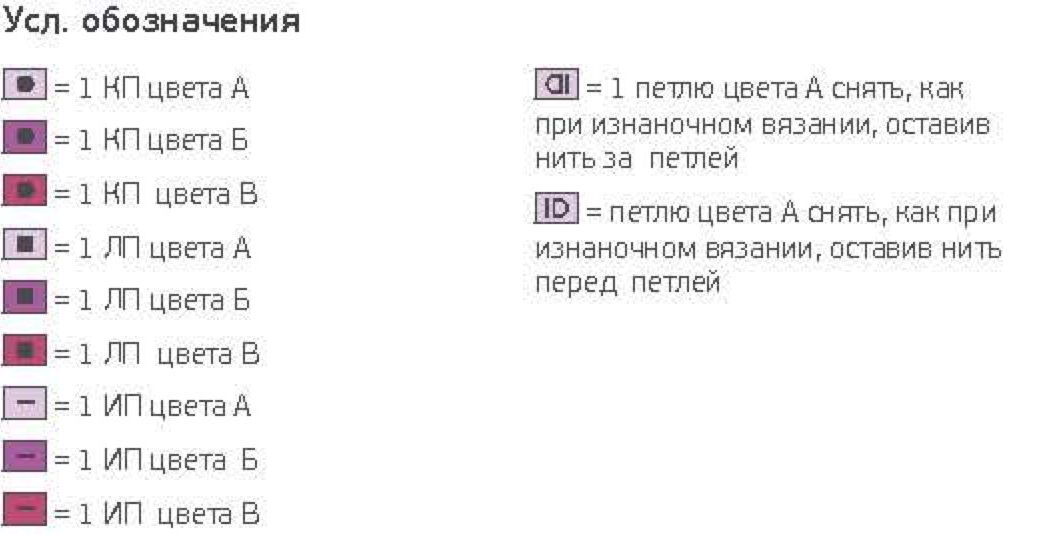 Усл. обозначения
= 1 КП цвета А
= 1 КП цвета Б
= 1 КП цвета В
= 1 ЛП цвета А
= 1 ЛП цвета Б
= 1 ЛП цвета В
= 1 ИП цвета А
= 1 ИП цвета Б
= 1 ИП цвета В
= 1 петлю цвета А снять, как
при изнаночном вязании, оставив
нить за петлей
= петлю цвета А снять, как при
изнаночном вязании, оставив нить
перед петлей